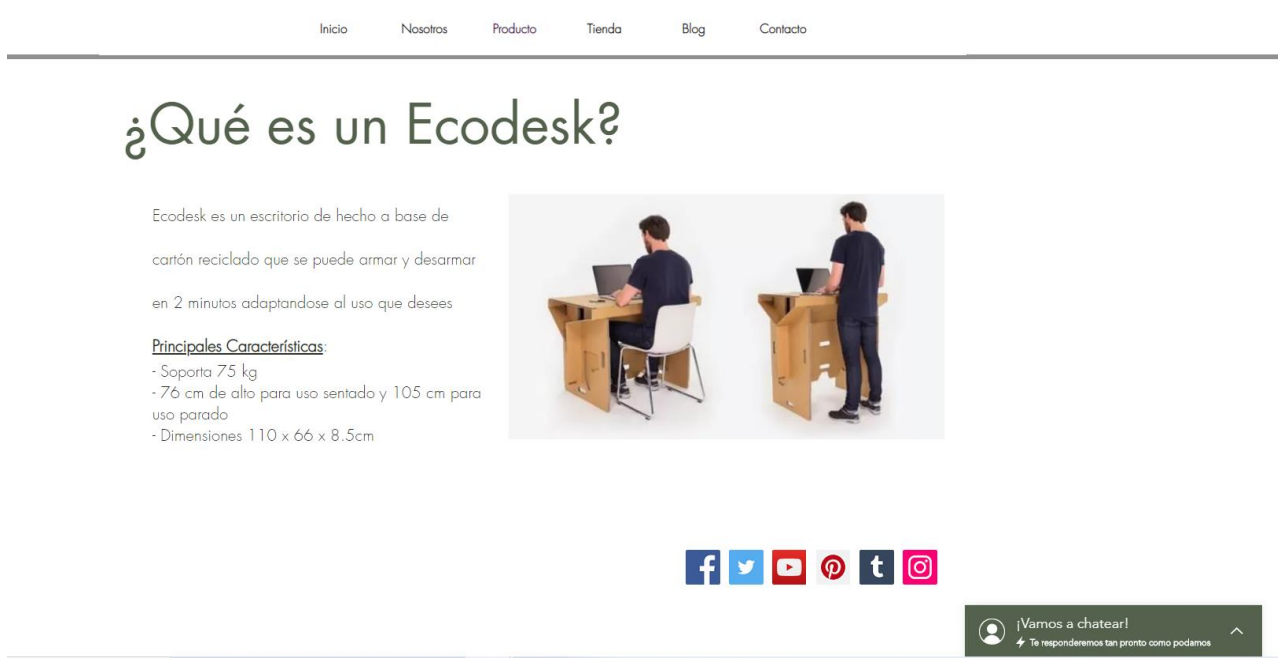 Inicio Nosotros Producto Tienda Blog Contacto
¿Qué es un Ecodesk?
Ecodesk es un escritorio de hecho a base de
cartón reciclado que se puede armar y desarmar
en 2 minutos adaptandose al uso que desees
Principales Características:
- Soporta 75 kg
- 76 cm de alto para uso sentado y 105 cm para
uso parado
- Dimensiones 110 x 66 x 8.5cm
¡Vamos a chatear!
Te responderemos tan pronto como podamos